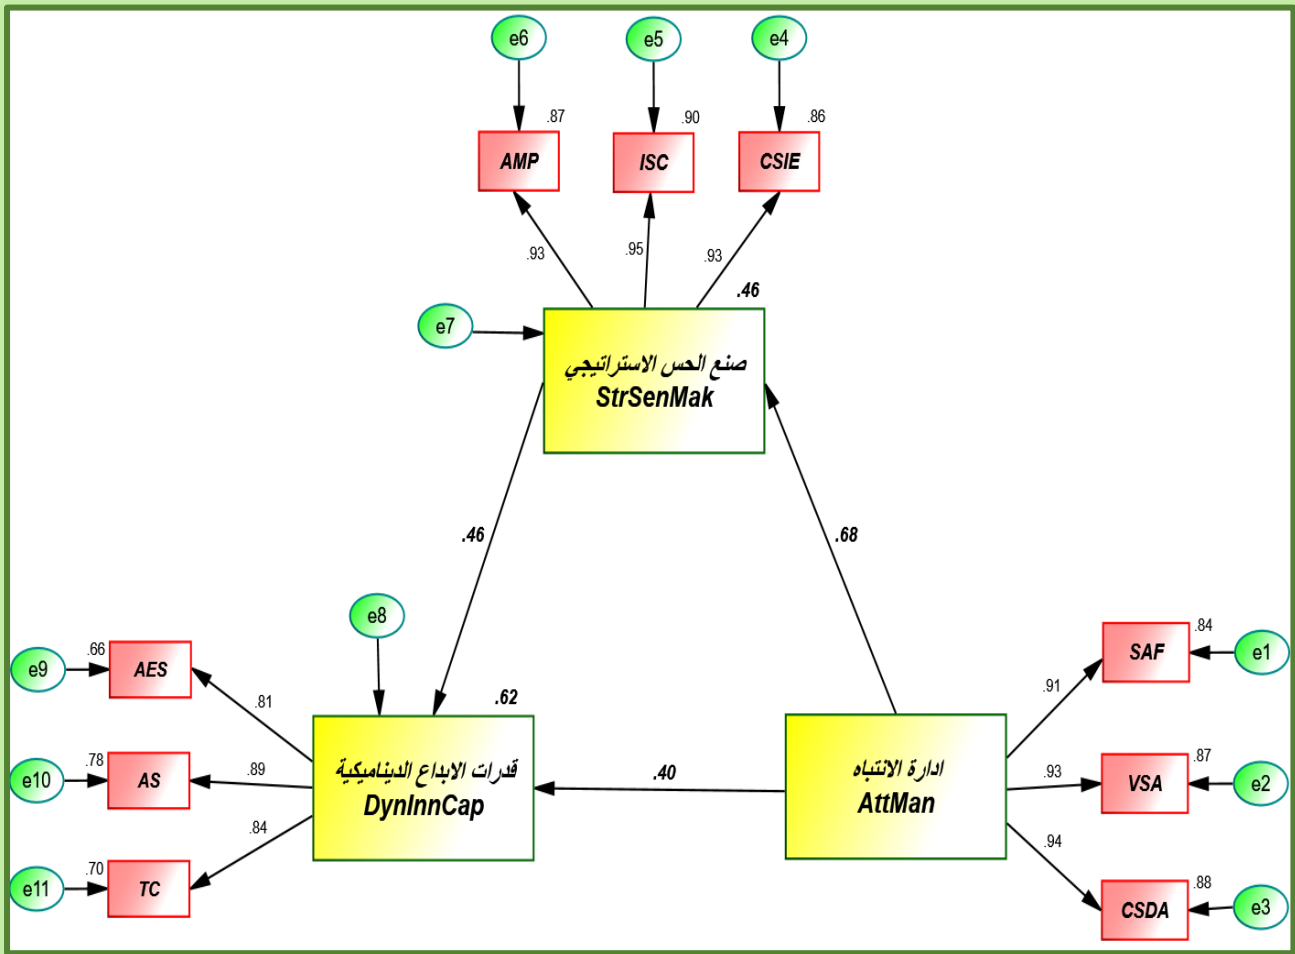 e6
e5
e4
.87
.90
.86
AMP
ISC
CSIE
.93
.95
.93
.46
e7
صنع الحس الاستراتيجي
StrSenMak
.46
.68
e8
.62
.66
e9
AES
.81
.84
SAF
e1
.91
.78
e10
AS
.89
قدرات الابداع الديناميكية
DynInnCap
.40
ادارة الانتباه
AttMan
.93
.87
VSA
e2
.84
.70
e11
TC
.94
.88
CSDA
e3